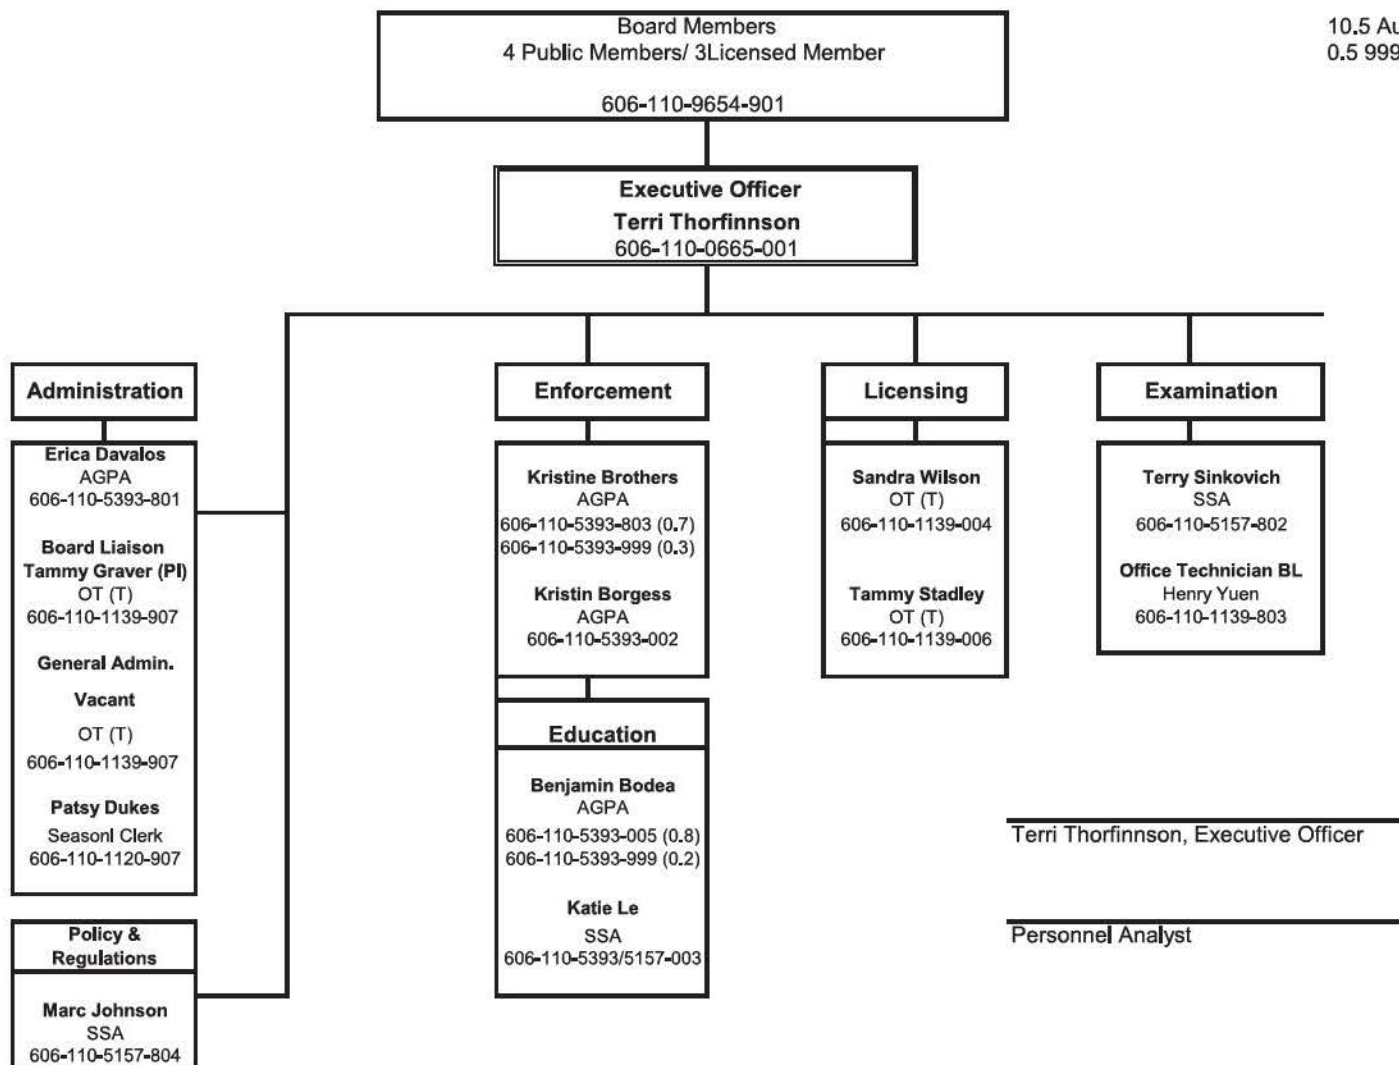 Board Members
4 Public Members/ 3Licensed Member
606-110-9654-901
10.5
0.5 999
Executive Officer
Terri Thorfinnson
606-110-0665-001
Administration
Erica Davalos
AGPA
606-110-5393-801
Board Liaison
Tammy Graver (PI)
OT (T)
606-110-1139-907
General Admin.
Vacant
OT (T)
606-110-1139-907
Patsy Dukes
Seasonl Clerk
606-110-1120-907
Policy &
Regulations
Marc Johnson
SSA
606-110-5157-804
Enforcement
Kristine Brothers
AGPA
606-110-5393-803 (0.7)
606-110-5393-999 (0.3)
Kristin Borgess
AGPA
606-110-5393-002
Education
Benjamin Bodea
AGPA
606-110-5393-005 (0.8)
606-110-5393-999 (0.2)
Katie Le
SSA
606-110-5393/5157-003
Licensing
Sandra Wilson
OT (T)
606-110-1139-004
Tammy Stadley
OT (T)
606-110-1139-006
Examination
Terry Sinkovich
SSA
606-110-5157-802
Office Technician BL
Henry Yuen
606-110-1139-803
Terri Thorfinnson, Executive Officer
Personnel Analyst